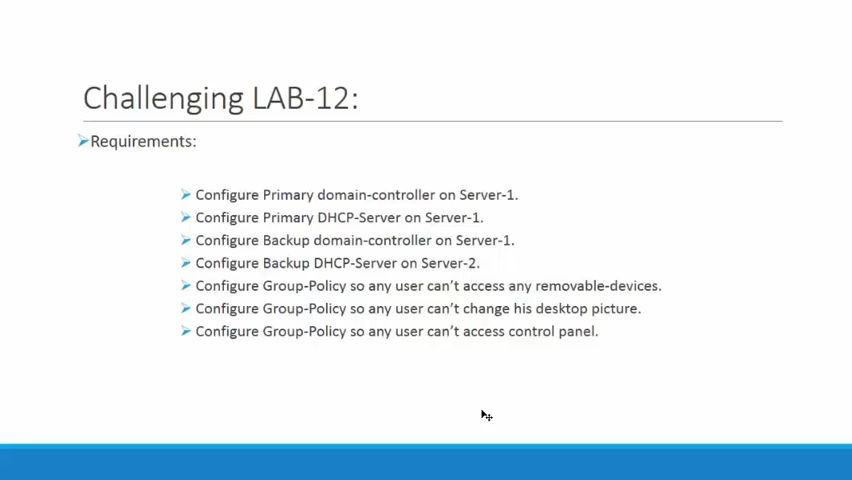 Challenging LAB-12:
Requirements:
Configure Primary domain-controller on Server-1.
Configure Primary DHCP-Server on Server-1.
Configure Backup domain-controller on Server-1.
Configure Backup DHCP-Server on Server-2.
Configure Group-Policy so any user can't access any removable-devices.
Configure Group-Policy so any user can't change his desktop picture.
Configure Group-Policy so any user can't access control panel.